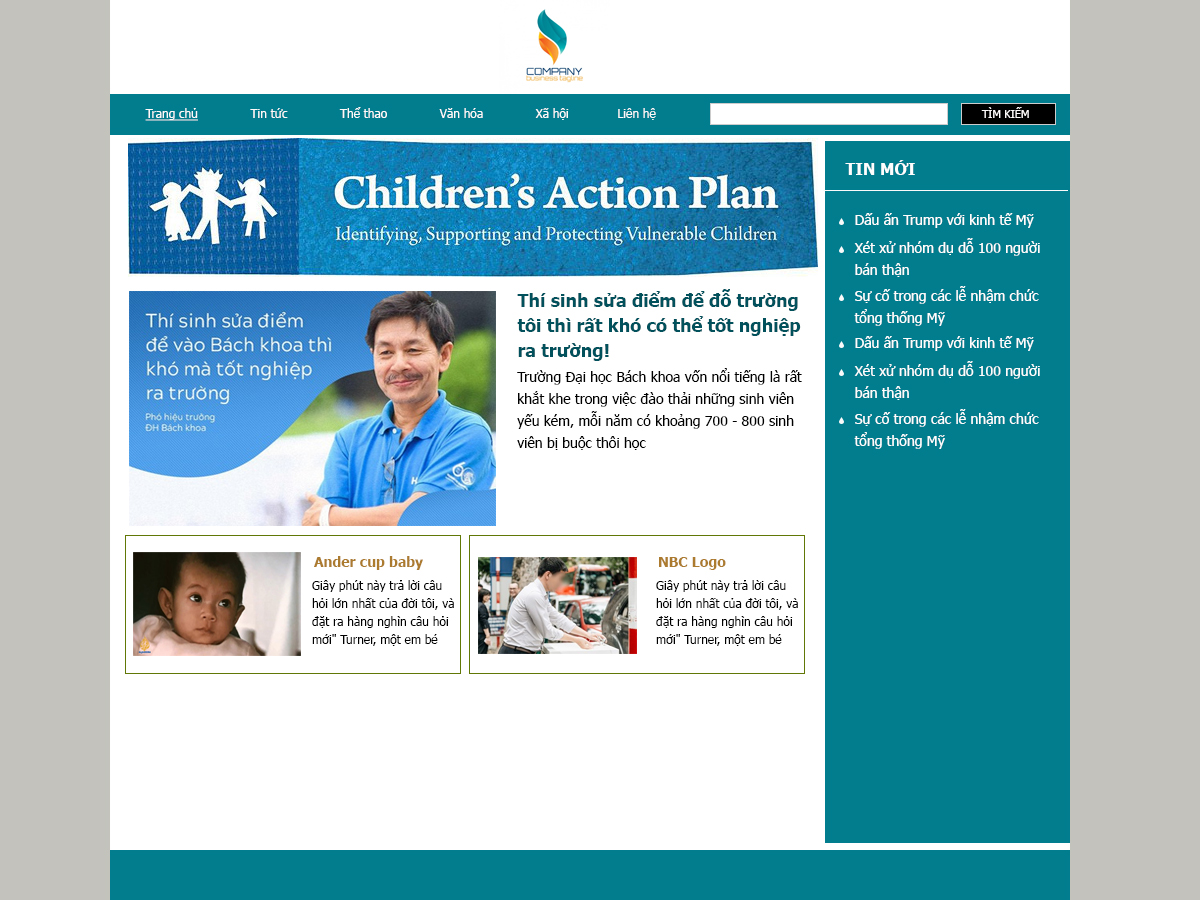 COMPANY
business tagline
Trang chủ
Tin tức
Thể thao
Văn hóa
Xã hội
Liên hệ
TÌM KIẾM
Children's Action Plan
Identifying, Supporting and Protecting Vulnerable Children
Thí sinh sửa điểm
để vào Bách khoa thì
khó mà tốt nghiệp
ra trường
Phó hiệu trưởng
ĐH Bách khoa
Thí sinh sửa điểm để đỗ trường
tôi thì rất khó có thể tốt nghiệp
ra trường!
Trường Đại học Bách khoa vốn nổi tiếng là rất
khắt khe trong việc đào thải những sinh viên
yếu kém, mỗi năm có khoảng 700 - 800 sinh
viên bị buộc thôi học
Ander cup baby
Giây phút này trả lời câu
hỏi lớn nhất của đời tôi, và
đặt ra hàng nghìn câu hỏi
mới" Turner, một em bé
NBC Logo
Giây phút này trả lời câu
hỏi lớn nhất của đời tôi, và
đặt ra hàng nghìn câu hỏi
mới" Turner, một em bé
TIN MỚI
Dấu ấn Trump với kinh tế Mỹ
Xét xử nhóm dụ dỗ 100 người
bán thận
Sự cố trong các lễ nhậm chức
tổng thống Mỹ
Dấu ấn Trump với kinh tế Mỹ
Xét xử nhóm dụ dỗ 100 người
bán thận
Sự cố trong các lễ nhậm chức
tổng thống Mỹ